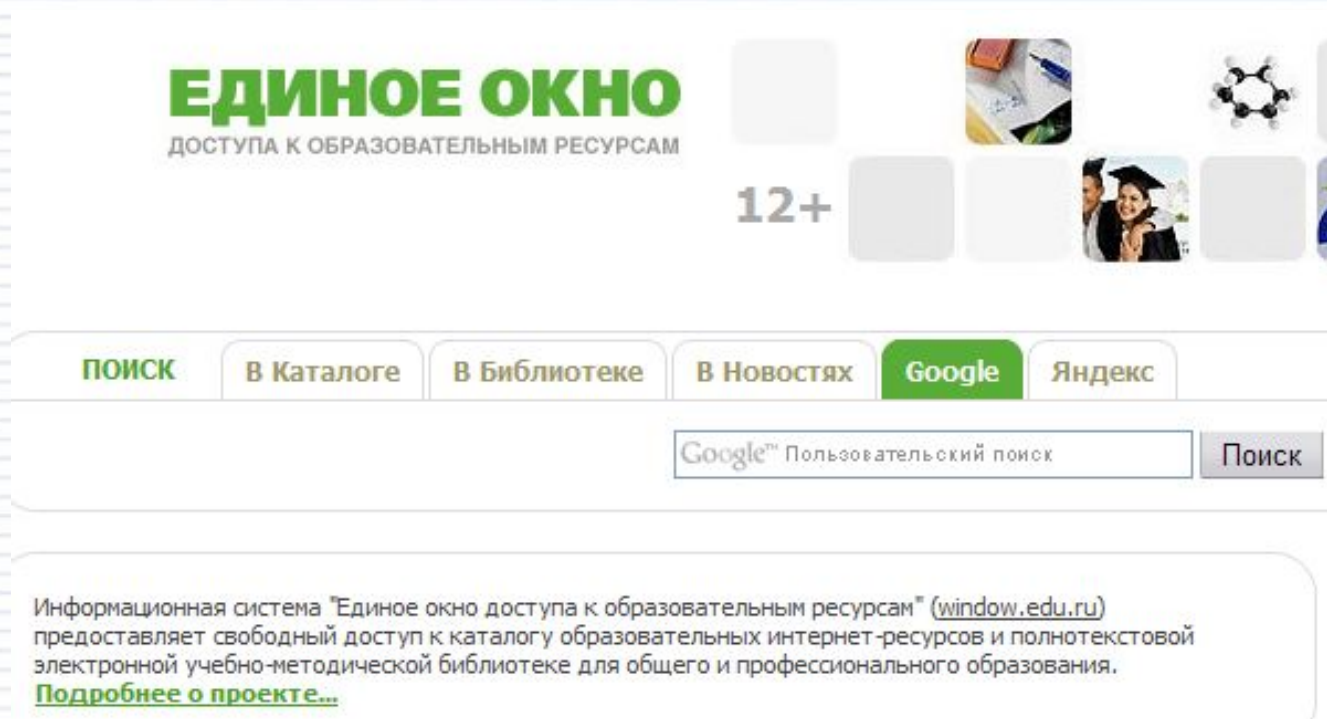 ЕДИНОЕ ОКНО
ДОСТУПА К ОБРАЗОВАТЕЛЬНЫМ РЕСУРСАМ
12+
ПОИСК В Каталоге В Библиотеке В Новостях Google Яндекс
Google™ Пользовательский поиск Поиск
Информационная система "Единое окно доступа к образовательным ресурсам" (window.edu.ru)
предоставляет свободный доступ к каталогу образовательных интернет-ресурсов и полнотекстовой
электронной учебно-методической библиотеке для общего и профессионального образования.
Подробнее о проекте...